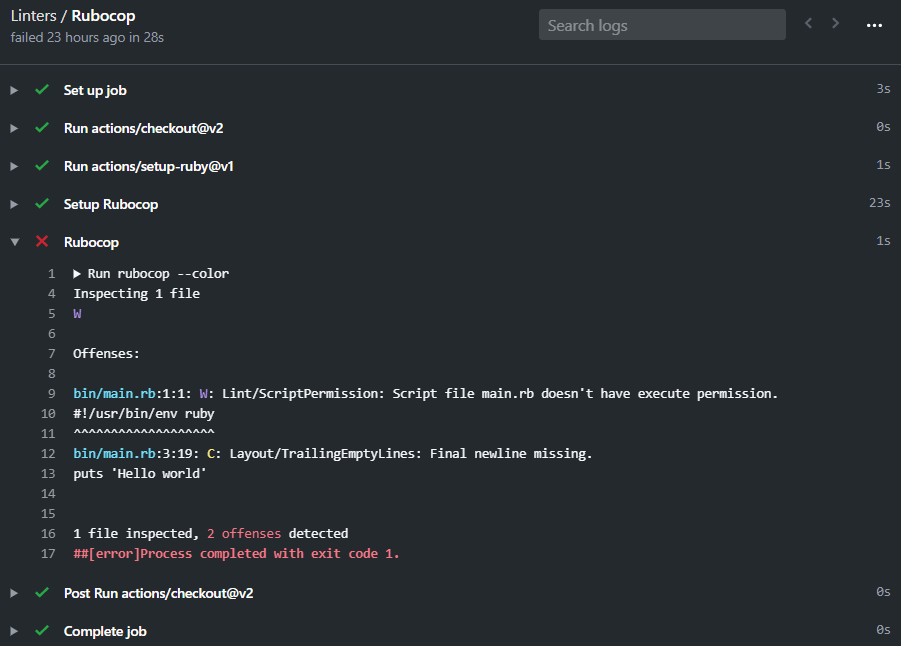 Linters / Rubocop
failed 23 hours ago in 28s
Search logs
Set up job 3s
Run actions/checkout@v2 0s
Run actions/setup-ruby@v1 1s
Setup Rubocop 23s
Rubocop 1s
1 Run rubocop --color
4 Inspecting 1 file
5 W
6
7 Offenses:
8
9 bin/main.rb:1:1: W: Lint/ScriptPermission: Script file main.rb doesn't have execute permission.
10 #!/usr/bin/env ruby
11 ^^^^^^^^^^^^^^^^^^^
12 bin/main.rb:3:19: C: Layout/TrailingEmptyLines: Final newline missing.
13 puts 'Hello world'
14
15
16 1 file inspected, 2 offenses detected
17 ##[error]Process completed with exit code 1.
Post Run actions/checkout@v2 0s
Complete job 0s